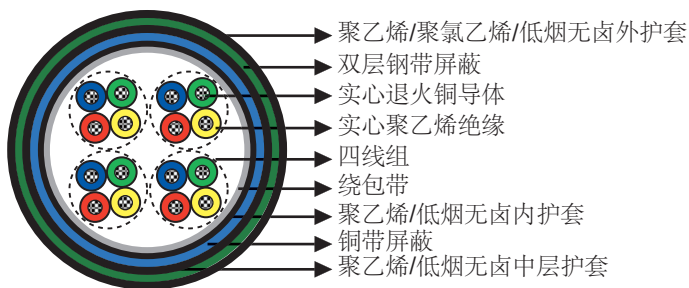 聚乙烯/聚氯乙烯/低烟无卤外护套
双层钢带屏蔽
实心退火铜导体
实心聚乙烯绝缘
四线组
绕包带
聚乙烯/低烟无卤内护套
铜带屏蔽
聚乙烯/低烟无卤中层护套